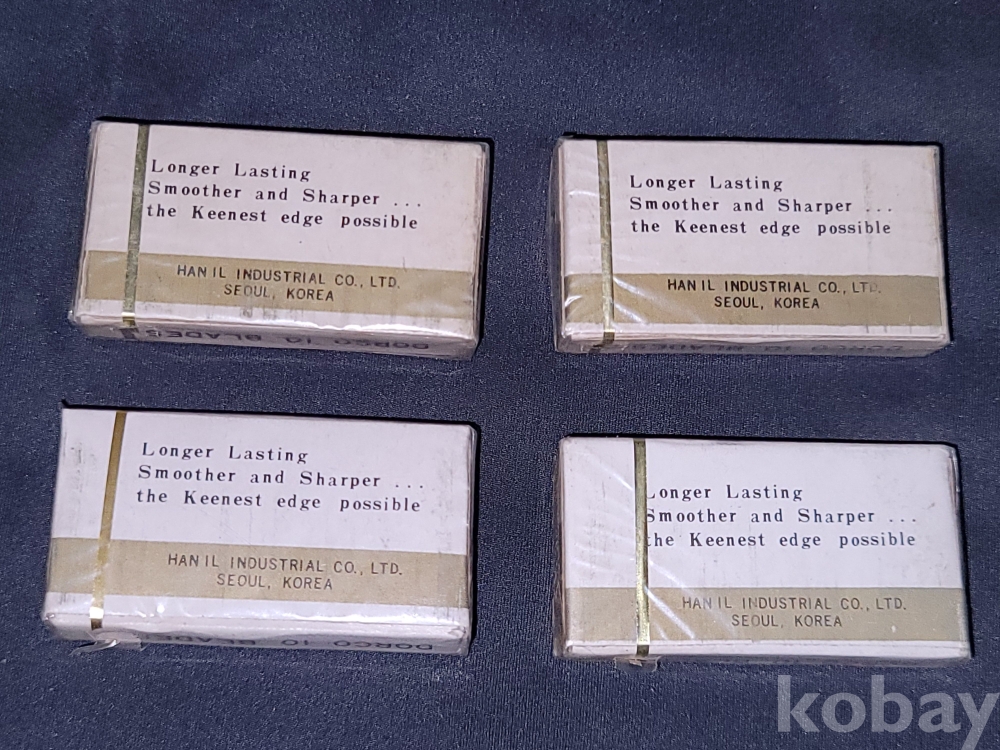 Longer Lasting
Smoother and Sharper ...
the Keenest edge possible
HAN IL INDUSTRIAL CO., LTD.
SEOUL, KOREA
DORCO 10 BLADES
Longer Lasting
Smoother and Sharper ...
the Keenest edge possible
HAN IL INDUSTRIAL CO., LTD.
SEOUL, KOREA
DORCO 10 BLADES
Longer Lasting
Smoother and Sharper ...
the Keenest edge possible
HAN IL INDUSTRIAL CO., LTD.
SEOUL, KOREA
DORCO 10 BLADES
Longer Lasting
Smoother and Sharper ...
the Keenest edge possible
HAN IL INDUSTRIAL CO., LTD.
SEOUL, KOREA
kobay